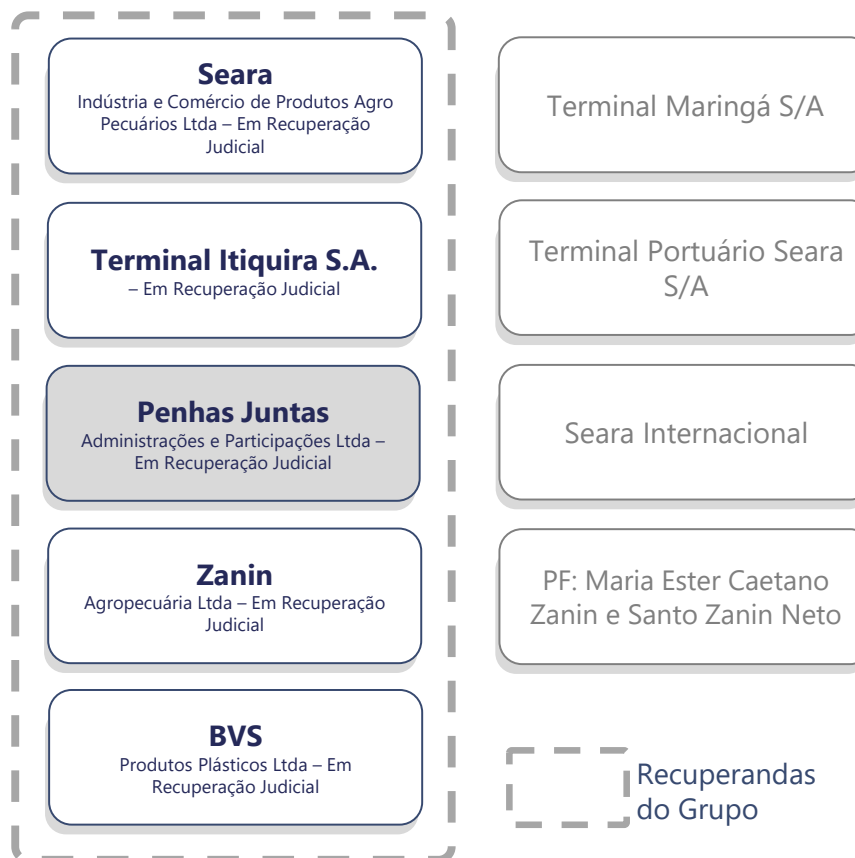 Seara
Indústria e Comércio de Produtos Agro
Pecuários Ltda – Em Recuperação
Judicial
Terminal Itiquira S.A.
– Em Recuperação Judicial
Penhas Juntas
Administrações e Participações Ltda –
Em Recuperação Judicial
Zanin
Agropecuária Ltda – Em Recuperação
Judicial
BVS
Produtos Plásticos Ltda – Em
Recuperação Judicial
Terminal Maringá S/A
Terminal Portuário Seara
S/A
Seara Internacional
PF: Maria Ester Caetano
Zanin e Santo Zanin Neto
Recuperandas
do Grupo